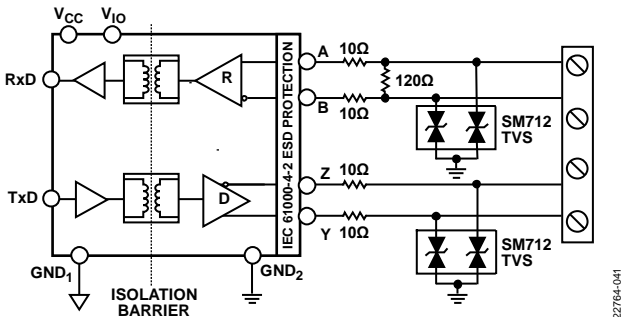 VCC VIO
RxD
R
IEC 61000-4-2 ESD PROTECTION
A 10Ω
120Ω
B 10Ω
SM712
TVS
TxD
D
Z 10Ω
Y 10Ω
SM712
TVS
GND1
GND2
ISOLATION
BARRIER
22764-041